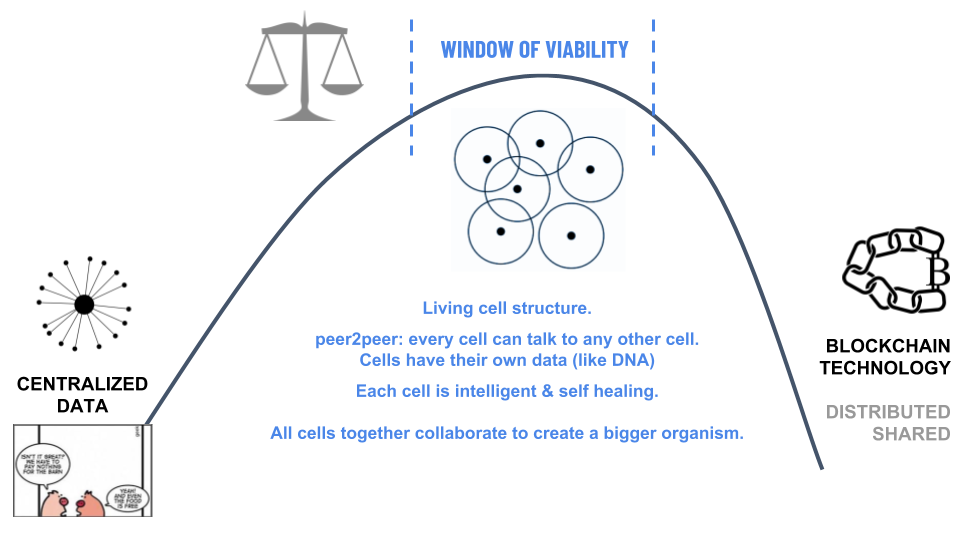 WINDOW OF VIABILITY
Living cell structure.
peer2peer: every cell can talk to any other cell.
Cells have their own data (like DNA)
Each cell is intelligent & self healing.
All cells together collaborate to create a bigger organism.
CENTRALIZED
DATA
ISN'T IT GREAT?
WE HAVE TO
PAY NOTHING
FOR THE BARN
YEAH!
AND EVEN
THE FOOD
IS FREE
B
BLOCKCHAIN
TECHNOLOGY
DISTRIBUTED
SHARED